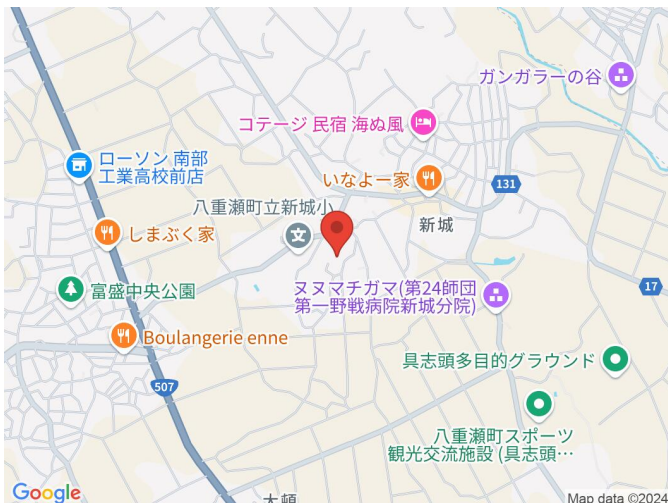 ガンガラーの谷
コテージ 民宿 海ぬ風
ローソン 南部
工業高校前店
いなよー家
131
八重瀬町立新城小
新城
しまぶく家
富盛中央公園
ヌヌマチガマ(第24師団
第一野戦病院新城分院)
17
Boulangerie enne
具志頭多目的グラウンド
507
八重瀬町スポーツ
観光交流施設 (具志頭…
大頓
Google
Map data ©2024